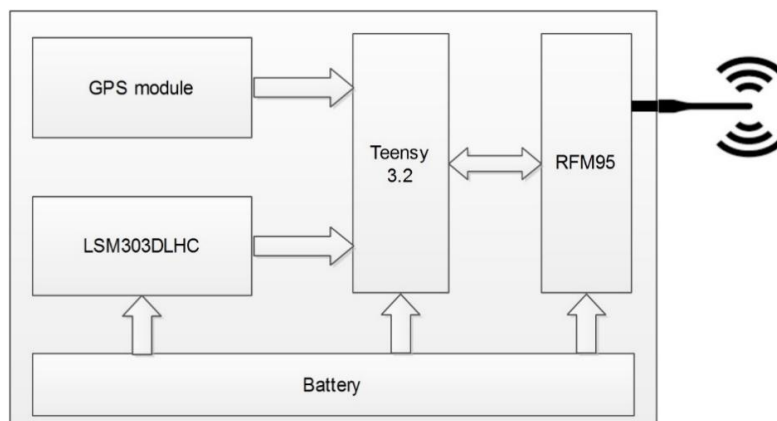 GPS module
Teensy
3.2
RFM95
LSM303DLHC
Battery